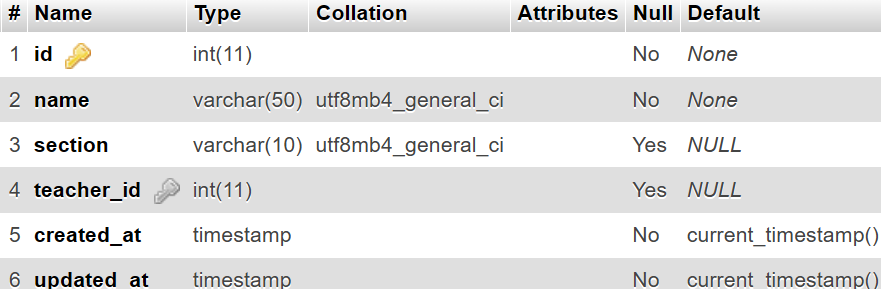 # Name Type Collation Attributes Null Default
1 id int(11) No None
2 name varchar(50) utf8mb4_general_ci No None
3 section varchar(10) utf8mb4_general_ci Yes NULL
4 teacher_id int(11) Yes NULL
5 created_at timestamp No current_timestamp()
6 updated_at timestamp No current_timestamp()